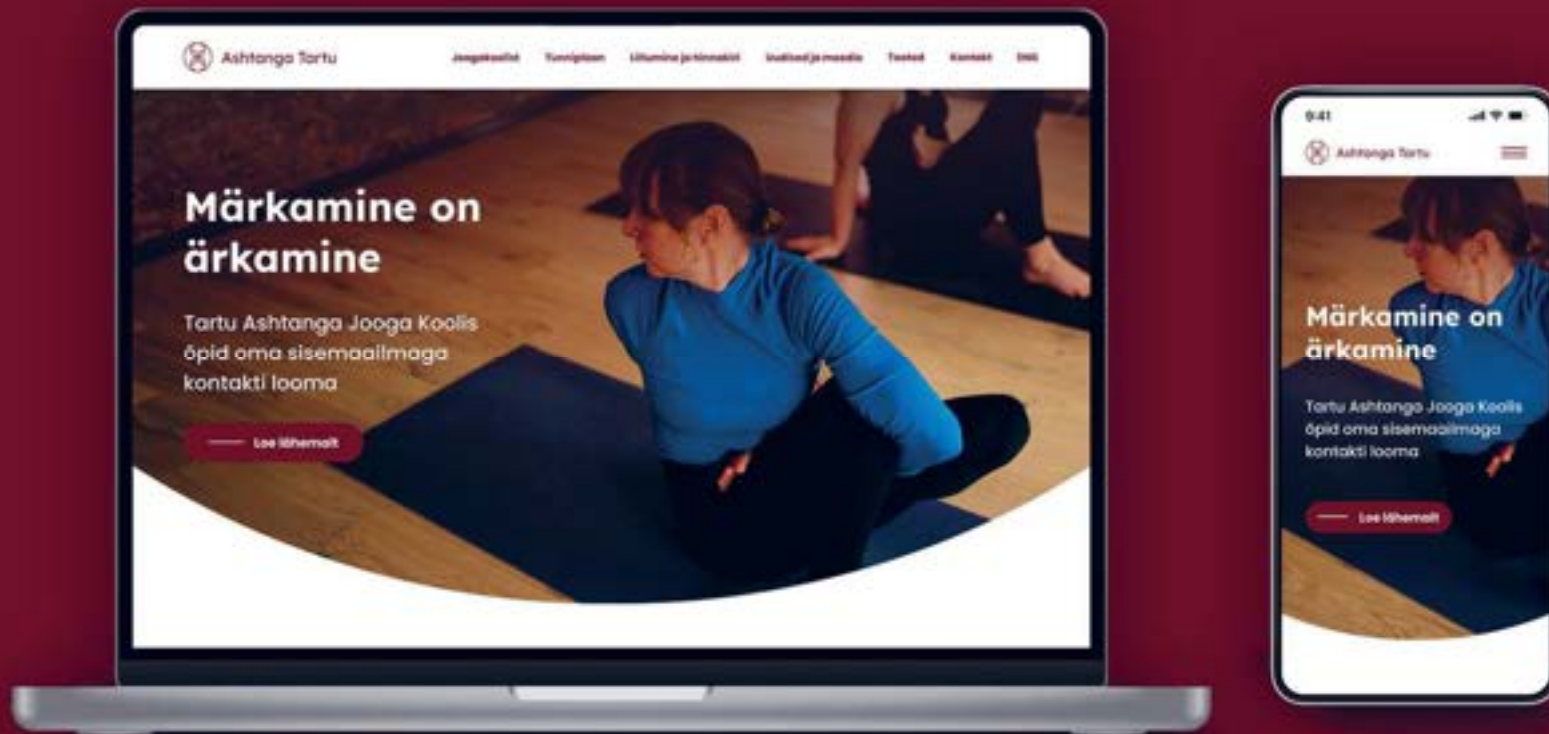 Ashtanga Tartu
Joogakoolist Tunniplaan Liitumine ja hinnakiri Uudised ja meedia Tooted Kontakt ENG
Märkamine on
ärkamine
Tartu Ashtanga Jooga Koolis
õpid oma sisemaailmaga
kontakti looma
Loe lähemalt
9:41
Ashtanga Tartu
Märkamine on
ärkamine
Tartu Ashtanga Jooga Koolis
õpid oma sisemaailmaga
kontakti looma
Loe lähemalt